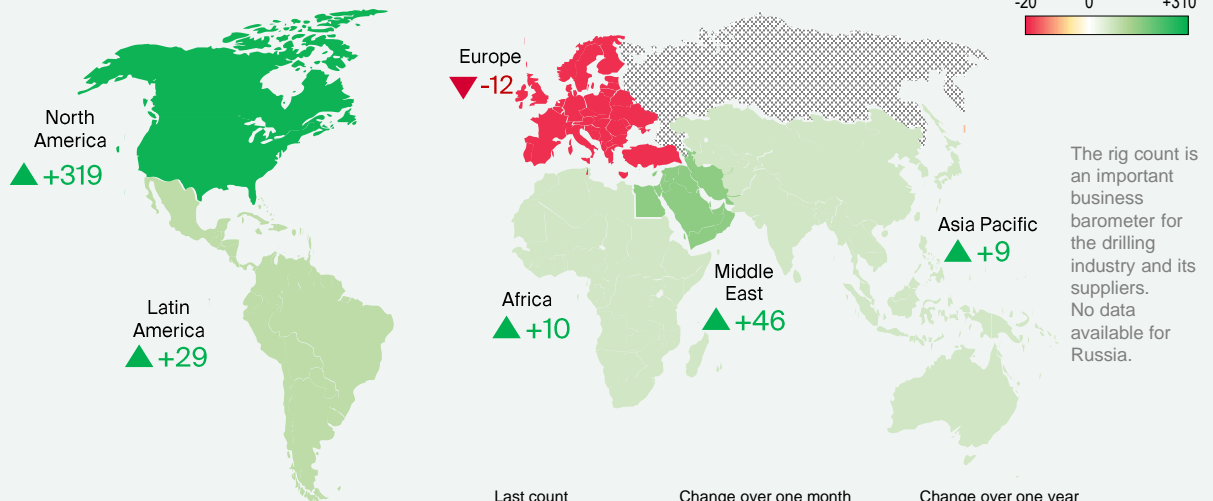 -20 0 +310
Europe
-12
North
America
+319
The rig count is
an important
business
barometer for
the drilling
industry and its
suppliers.
No data
available for
Russia.
Asia Pacific
+9
Middle
East
+46
Africa
+10
Latin
America
+29
Last count Change over one month Change over one year